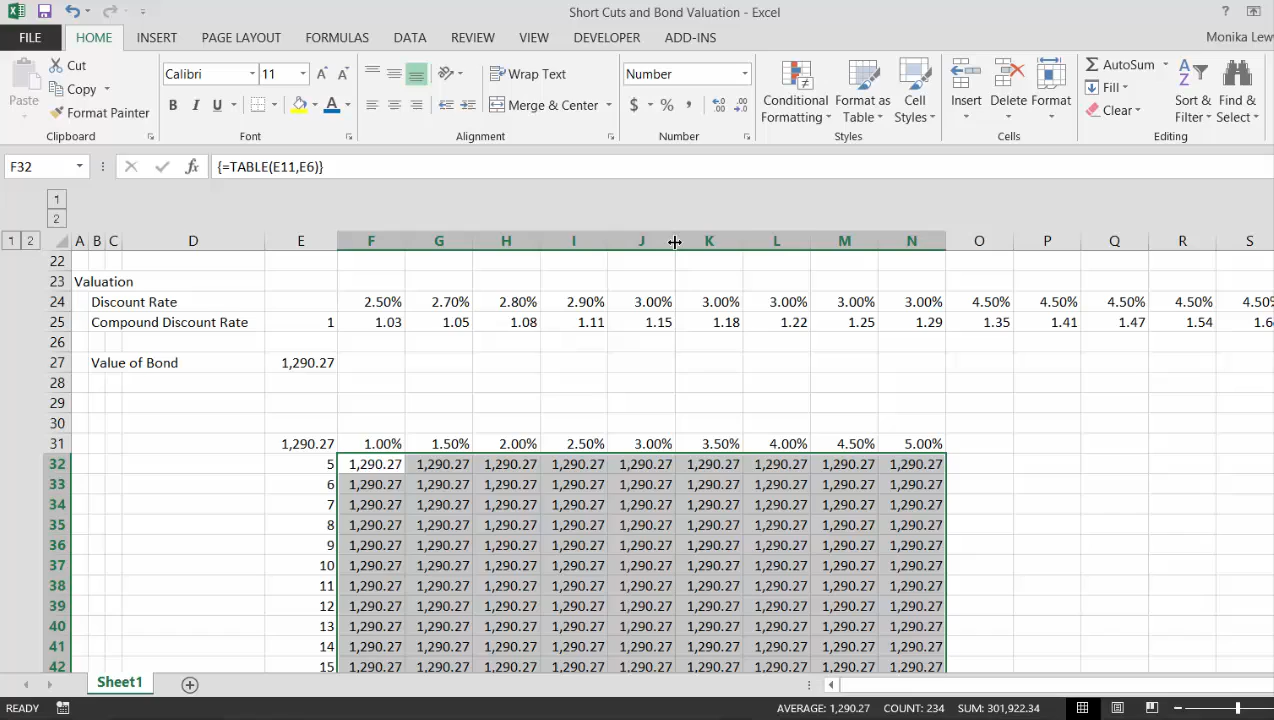 Short Cuts and Bond Valuation - Excel
?
FILE HOME INSERT PAGE LAYOUT FORMULAS DATA REVIEW VIEW DEVELOPER ADD-INS Monika Lew
Paste
Cut
Copy
Format Painter
Clipboard
Calibri 11
B I U
Font
Wrap Text
Merge & Center
Alignment
Number
$ % ,
Number
Conditional Formatting
Format as Table
Cell Styles
Styles
Insert Delete Format
Cells
AutoSum
Fill
Clear
Sort & Filter
Find & Select
Editing
F32 fx {=TABLE(E11,E6)}
1
2
1 2 A B C D E F G H I J K L M N O P Q R S
22
23 Valuation
24 Discount Rate 2.50% 2.70% 2.80% 2.90% 3.00% 3.00% 3.00% 3.00% 3.00% 4.50% 4.50% 4.50% 4.50% 4.50
25 Compound Discount Rate 1 1.03 1.05 1.08 1.11 1.15 1.18 1.22 1.25 1.29 1.35 1.41 1.47 1.54 1.6
26
27 Value of Bond 1,290.27
28
29
30
31 1,290.27 1.00% 1.50% 2.00% 2.50% 3.00% 3.50% 4.00% 4.50% 5.00%
32 5 1,290.27 1,290.27 1,290.27 1,290.27 1,290.27 1,290.27 1,290.27 1,290.27 1,290.27
33 6 1,290.27 1,290.27 1,290.27 1,290.27 1,290.27 1,290.27 1,290.27 1,290.27 1,290.27
34 7 1,290.27 1,290.27 1,290.27 1,290.27 1,290.27 1,290.27 1,290.27 1,290.27 1,290.27
35 8 1,290.27 1,290.27 1,290.27 1,290.27 1,290.27 1,290.27 1,290.27 1,290.27 1,290.27
36 9 1,290.27 1,290.27 1,290.27 1,290.27 1,290.27 1,290.27 1,290.27 1,290.27 1,290.27
37 10 1,290.27 1,290.27 1,290.27 1,290.27 1,290.27 1,290.27 1,290.27 1,290.27 1,290.27
38 11 1,290.27 1,290.27 1,290.27 1,290.27 1,290.27 1,290.27 1,290.27 1,290.27 1,290.27
39 12 1,290.27 1,290.27 1,290.27 1,290.27 1,290.27 1,290.27 1,290.27 1,290.27 1,290.27
40 13 1,290.27 1,290.27 1,290.27 1,290.27 1,290.27 1,290.27 1,290.27 1,290.27 1,290.27
41 14 1,290.27 1,290.27 1,290.27 1,290.27 1,290.27 1,290.27 1,290.27 1,290.27 1,290.27
42 15 1,290.27 1,290.27 1,290.27 1,290.27 1,290.27 1,290.27 1,290.27 1,290.27 1,290.27
Sheet1
READY AVERAGE: 1,290.27 COUNT: 234 SUM: 301,922.34